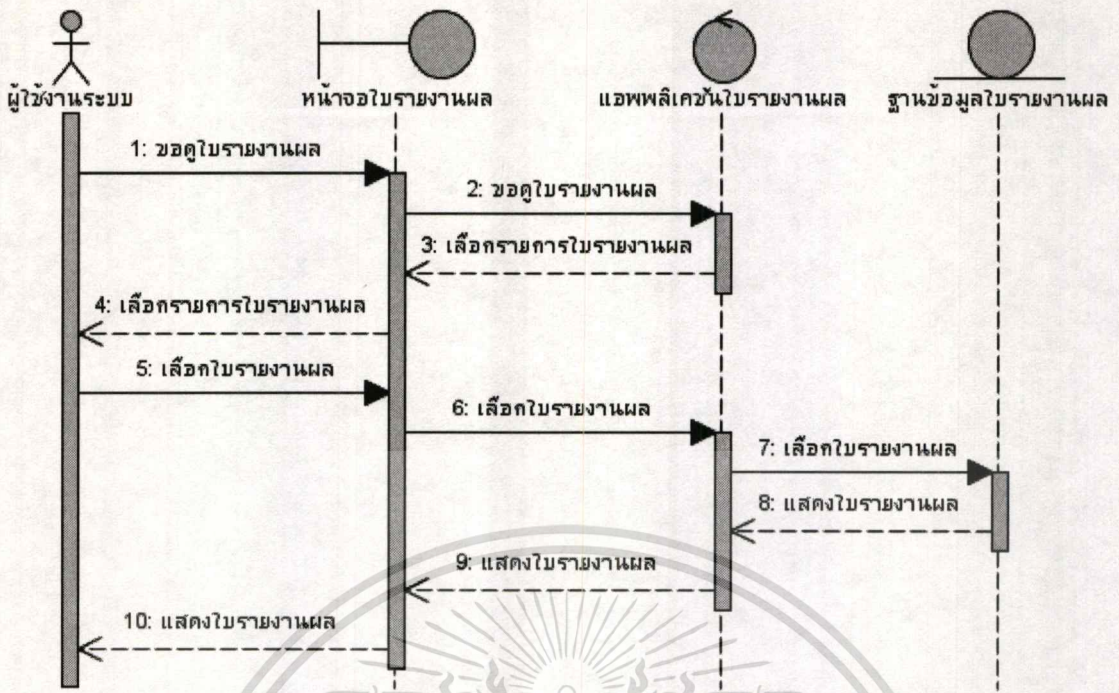 ผู้ใช้งานระบบ
หน้าจอใบรายงานผล
แอพพลิเคชันใบรายงานผล
ฐานข้อมูลใบรายงานผล
1: ขอดูใบรายงานผล
2: ขอดูใบรายงานผล
3: เลือกรายการใบรายงานผล
4: เลือกรายการใบรายงานผล
5: เลือกใบรายงานผล
6: เลือกใบรายงานผล
7: เลือกใบรายงานผล
8: แสดงใบรายงานผล
9: แสดงใบรายงานผล
10: แสดงใบรายงานผล